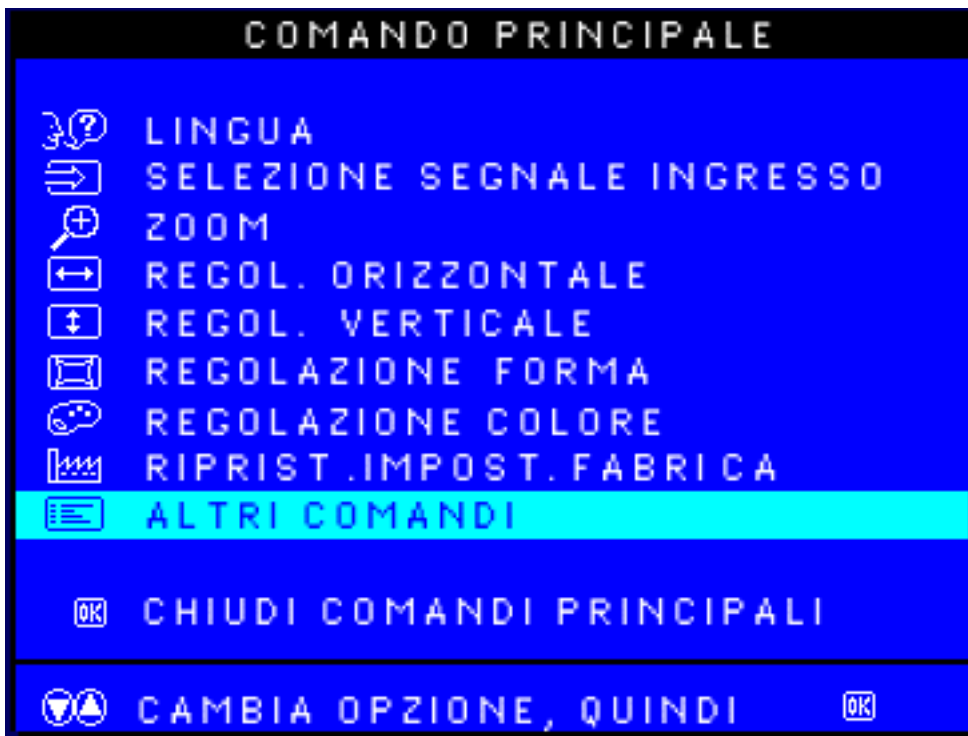 COMANDO PRINCIPALE
LINGUA
SELEZIONE SEGNALE INGRESSO
ZOOM
REGOL. ORIZZONTALE
REGOL. VERTICALE
REGOLAZIONE FORMA
REGOLAZIONE COLORE
RIPRIST.IMPOST.FABRICA
ALTRI COMANDI
OK CHIUDI COMANDI PRINCIPALI
CAMBIA OPZIONE, QUINDI OK